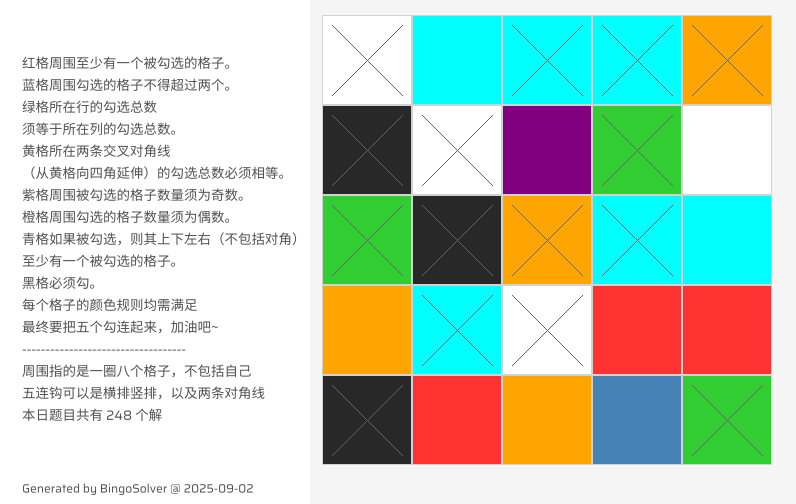 红格周围至少有一个被勾选的格子。
蓝格周围勾选的格子不得超过两个。
绿格所在行的勾选总数
须等于所在列的勾选总数。
黄格所在两条交叉对角线
（从黄格向四角延伸）的勾选总数必须相等。
紫格周围被勾选的格子数量须为奇数。
橙格周围勾选的格子数量须为偶数。
青格如果被勾选，则其上下左右（不包括对角）
至少有一个被勾选的格子。
黑格必须勾。
每个格子的颜色规则均需满足
最终要把五个勾连起来，加油吧~
-----------------------------------
周围指的是一圈八个格子，不包括自己
五连钩可以是横排竖排，以及两条对角线
本日题目共有 248 个解
Generated by BingoSolver @ 2025-09-02